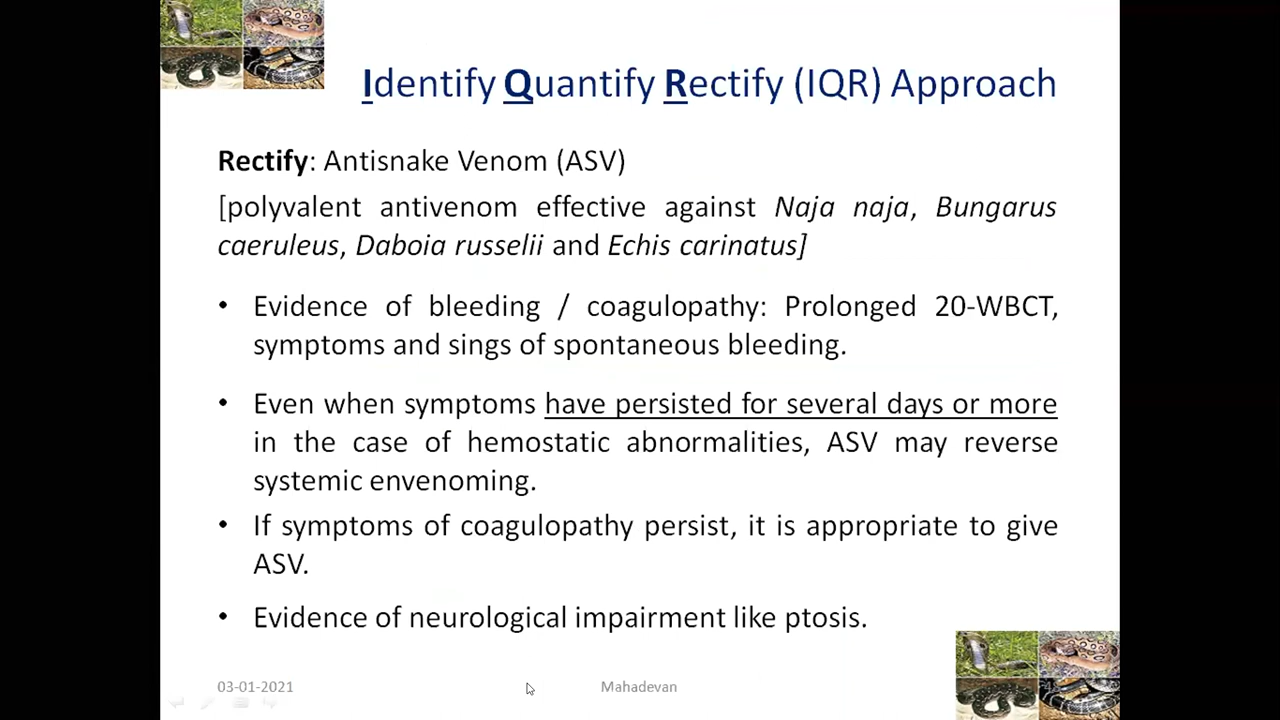 Identify Quantify Rectify (IQR) Approach
Rectify: Antisnake Venom (ASV)
[polyvalent antivenom effective against Naja naja, Bungarus
caeruleus, Daboia russelii and Echis carinatus]
• Evidence of bleeding / coagulopathy: Prolonged 20-WBCT,
symptoms and sings of spontaneous bleeding.
• Even when symptoms have persisted for several days or more
in the case of hemostatic abnormalities, ASV may reverse
systemic envenoming.
• If symptoms of coagulopathy persist, it is appropriate to give
ASV.
• Evidence of neurological impairment like ptosis.
03-01-2021
Mahadevan